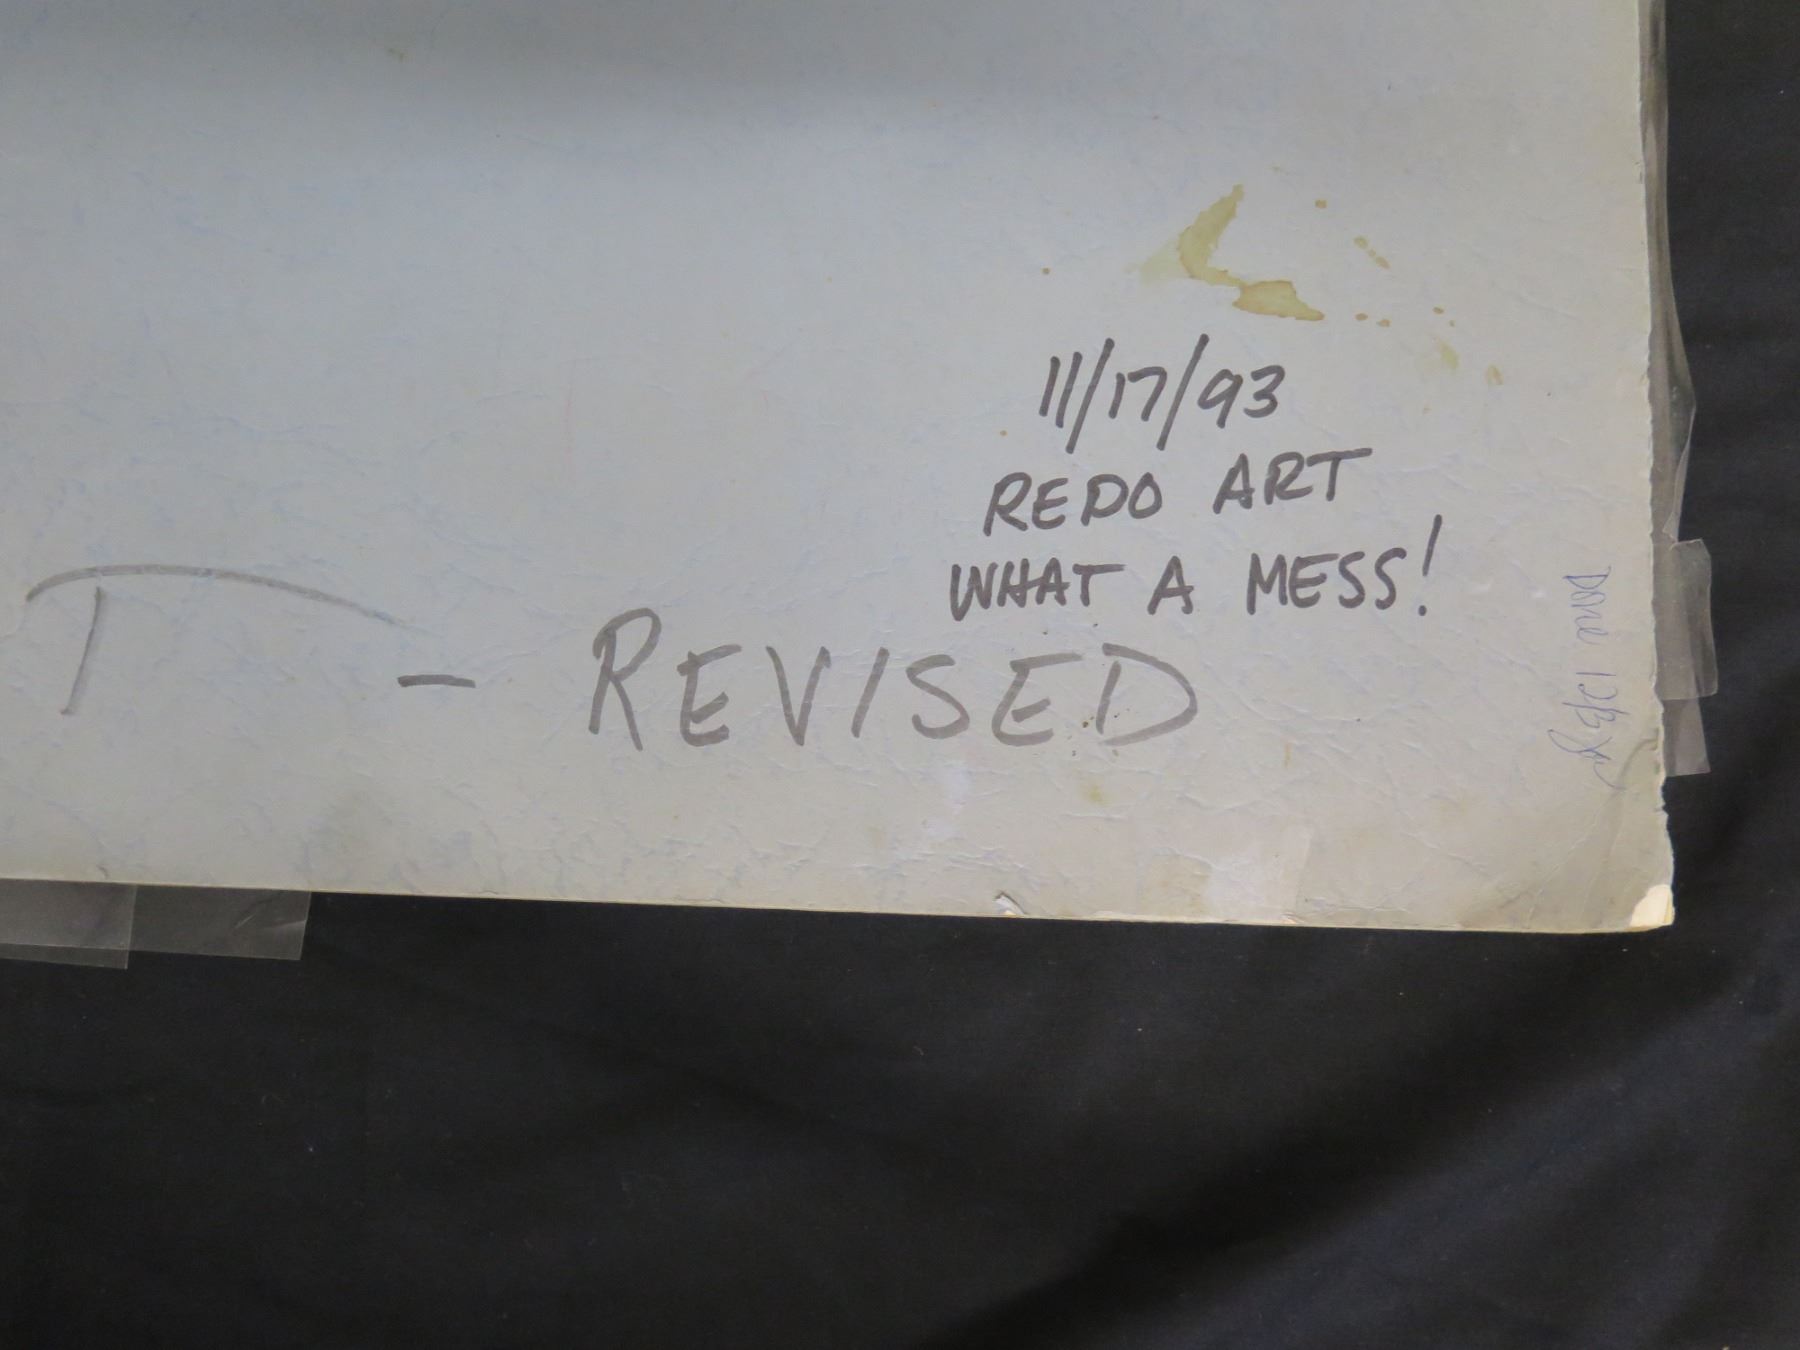 11/17/93
REDO ART
WHAT A MESS!
T - REVISED